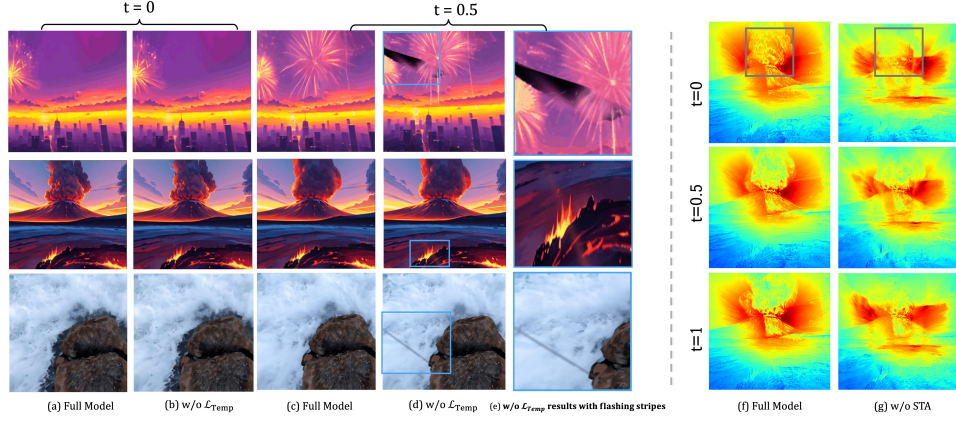 t = 0
t = 0.5
t=0
t=0.5
t=1
(a) Full Model
(b) w/o ℒTemp
(c) Full Model
(d) w/o ℒTemp
(e) w/o ℒTemp results with flashing stripes
(f) Full Model
(g) w/o STA